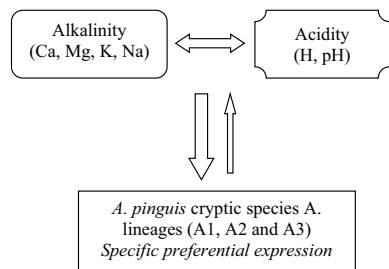 Alkalinity
(Ca, Mg, K, Na)
Acidity
(H, pH)
A. pinguis cryptic species A.
lineages (A1, A2 and A3)
Specific preferential expression